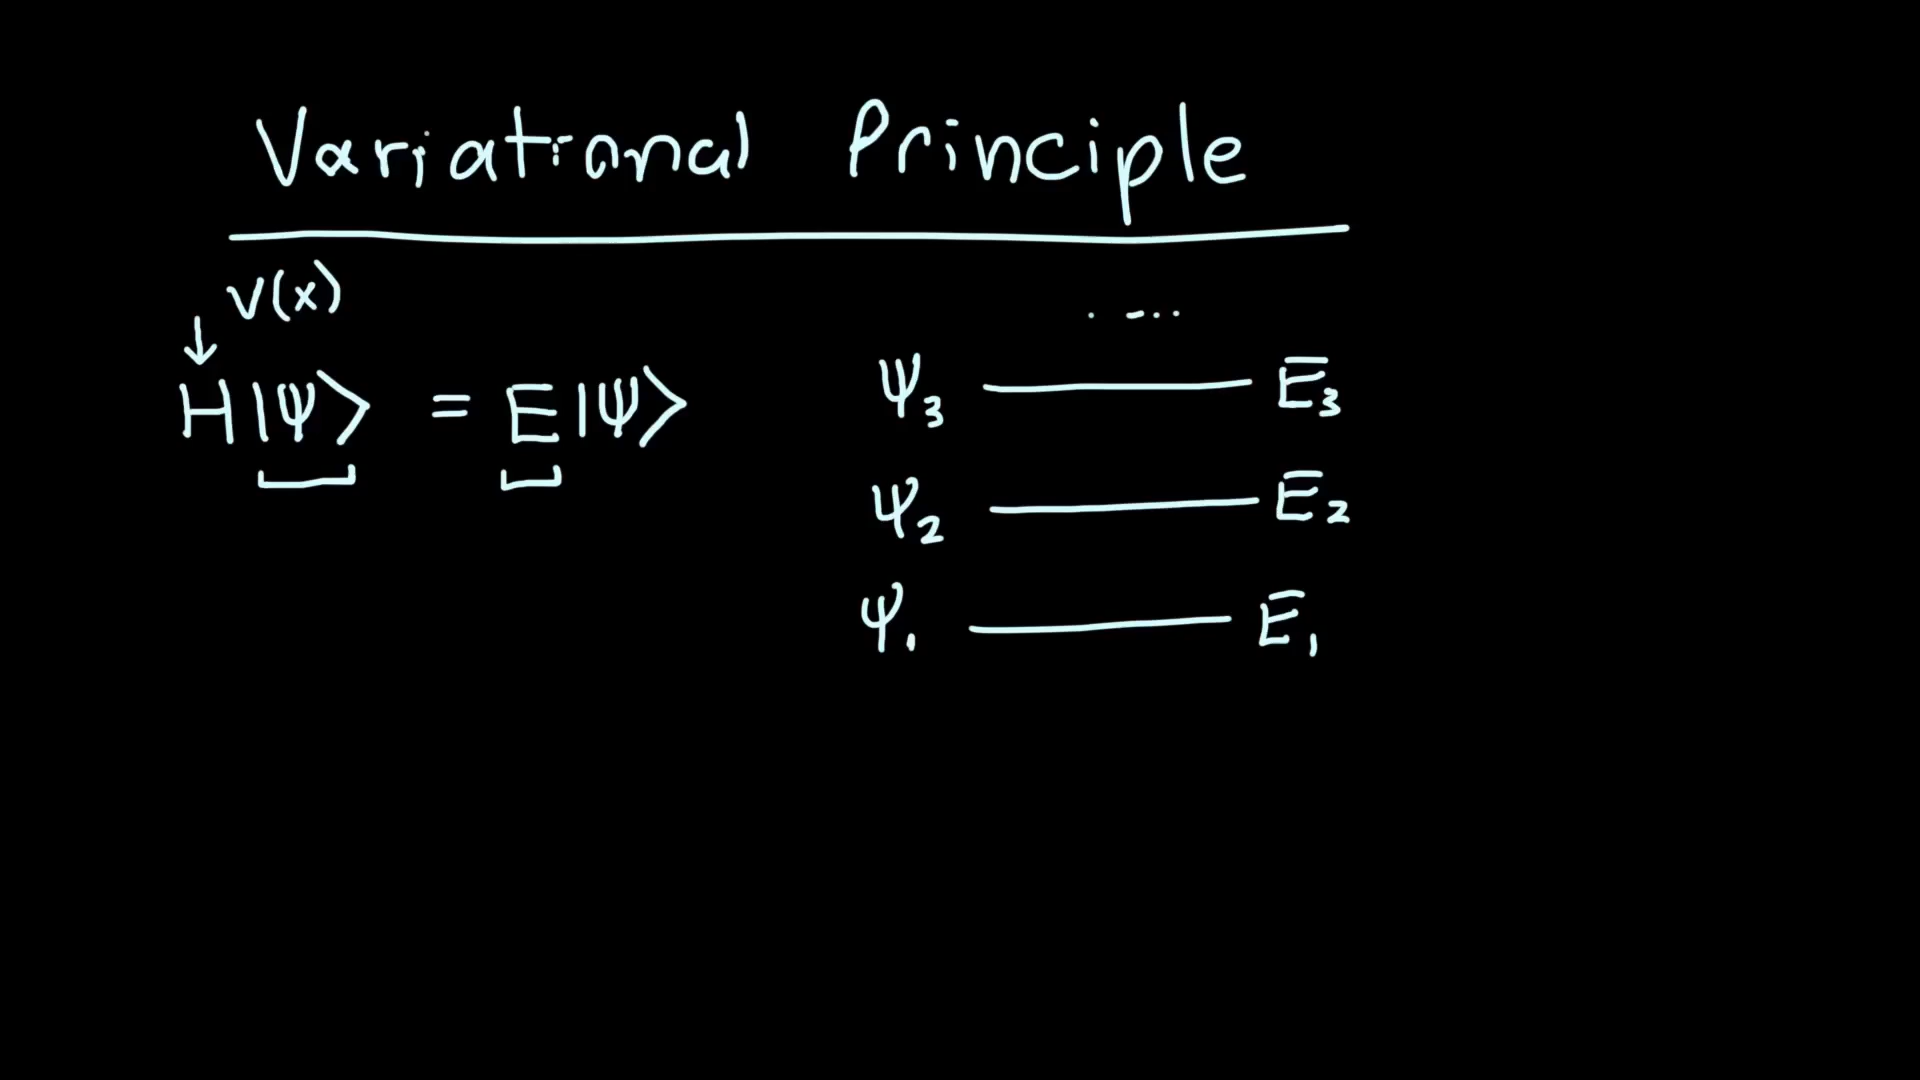 Variational Principle
V(x)
↓
H|ψ⟩ = E|ψ⟩
. -..
ψ₃ E₃
ψ₂ E₂
ψ₁ E₁